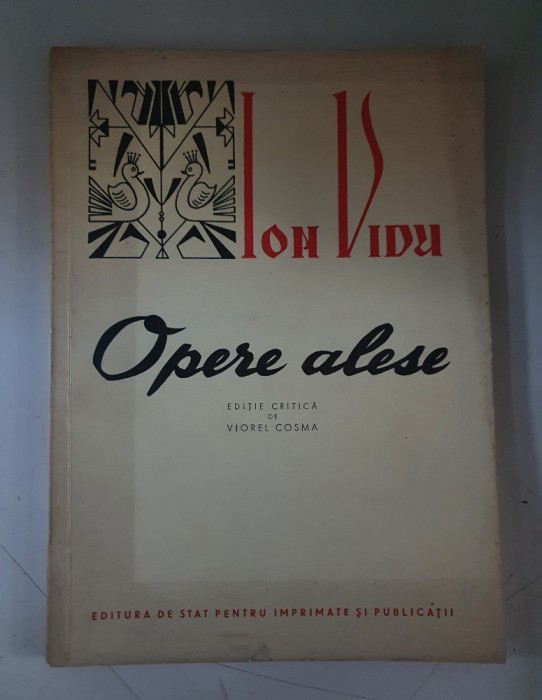 Ion Vidu
Opere alese
EDIȚIE CRITICĂ
DE
VIOREL COSMA
EDITURA DE STAT PENTRU IMPRIMATE ȘI PUBLICAȚII